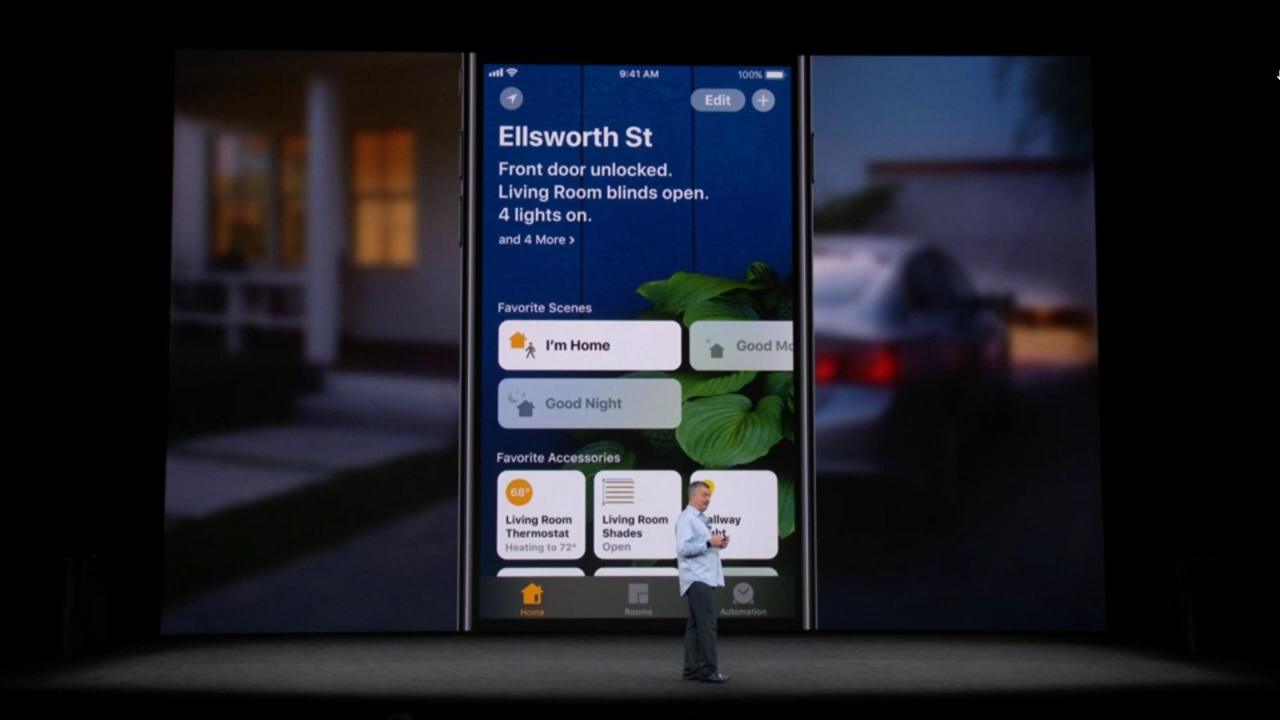 9:41 AM
100%
Edit
Ellsworth St
Front door unlocked.
Living Room blinds open.
4 lights on.
and 4 More >
Favorite Scenes
I'm Home
Good Mo
Good Night
Favorite Accessories
68°
Living Room
Thermostat
Heating to 72°
Living Room
Shades
Open
allway
ht
Home
Rooms
Automation